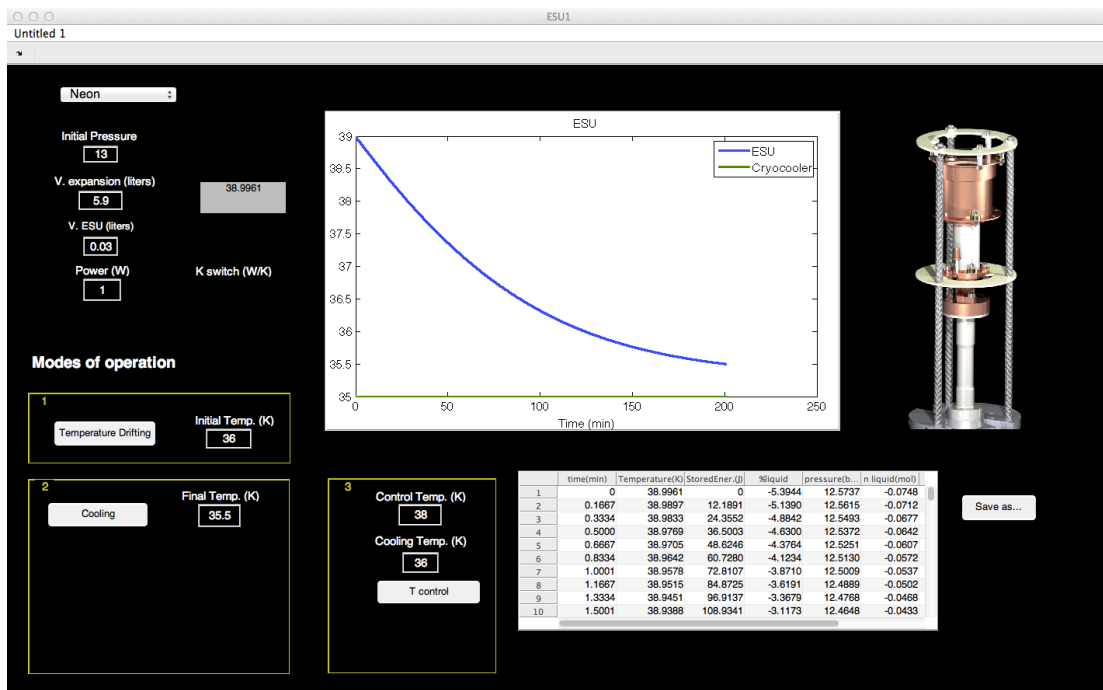 ESU1
Untitled 1
Neon
Initial Pressure
13
V. expansion (liters)
5.9
38.9961
V. ESU (liters)
0.03
Power (W)
1
K switch (W/K)
ESU
ESU
Cryocooler
39
38.5
38
37.5
37
36.5
36
35.5
35
0 50 100 150 200 250
Time (min)
Modes of operation
1
Temperature Drifting
Initial Temp. (K)
36
2
Cooling
Final Temp. (K)
35.5
3
Control Temp. (K)
38
Cooling Temp. (K)
36
T control
time(min) Temperature(K) StoredEner.(J) %liquid pressure(b... n liquid(mol)
1 0 38.9961 0 -5.3944 12.5737 -0.0748
2 0.1667 38.9897 12.1891 -5.1390 12.5615 -0.0712
3 0.3334 38.9833 24.3552 -4.8842 12.5493 -0.0677
4 0.5000 38.9769 36.5003 -4.6300 12.5372 -0.0642
5 0.6667 38.9705 48.6246 -4.3764 12.5251 -0.0607
6 0.8334 38.9642 60.7280 -4.1234 12.5130 -0.0572
7 1.0001 38.9578 72.8107 -3.8710 12.5009 -0.0537
8 1.1667 38.9515 84.8725 -3.6191 12.4889 -0.0502
9 1.3334 38.9451 96.9137 -3.3679 12.4768 -0.0468
10 1.5001 38.9388 108.9341 -3.1173 12.4648 -0.0433
Save as...